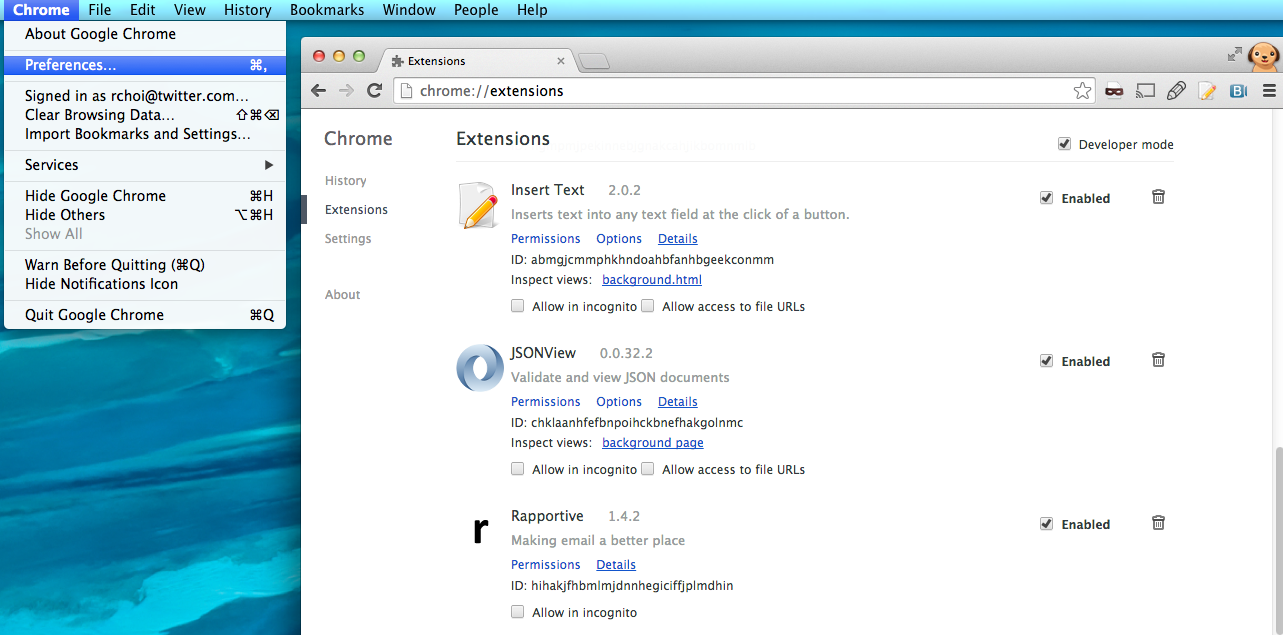 Chrome File Edit View History Bookmarks Window People Help
About Google Chrome
Preferences... ⌘,
Signed in as rchoi@twitter.com...
Clear Browsing Data... ⇧⌘⌫
Import Bookmarks and Settings...
Services ▶
Hide Google Chrome ⌘H
Hide Others ⌥⌘H
Show All
Warn Before Quitting (⌘Q)
Hide Notifications Icon
Quit Google Chrome ⌘Q
Extensions
chrome://extensions
Chrome
History
Extensions
Settings
About
Extensions
Developer mode
Insert Text 2.0.2
Enabled
Inserts text into any text field at the click of a button.
Permissions Options Details
ID: abmgjcmmphkhndoahbfanhbgeekconmm
Inspect views: background.html
Allow in incognito Allow access to file URLs
JSONView 0.0.32.2
Enabled
Validate and view JSON documents
Permissions Options Details
ID: chklaanhfefbnpoihckbnefhakgolnmc
Inspect views: background page
Allow in incognito Allow access to file URLs
r
Rapportive 1.4.2
Enabled
Making email a better place
Permissions Details
ID: hihakjfhbmlmjdnnhegiciffjplmdhin
Allow in incognito